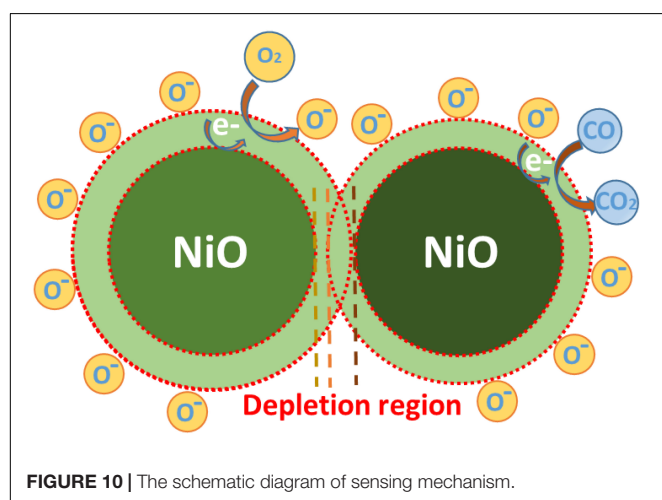 O₂
O⁻
O⁻
e-
O⁻
O⁻
O⁻
O⁻
O⁻
e-
CO
O⁻
CO₂
NiO
NiO
O⁻
O⁻
O⁻
O⁻
O⁻
O⁻
Depletion region
FIGURE 10 | The schematic diagram of sensing mechanism.